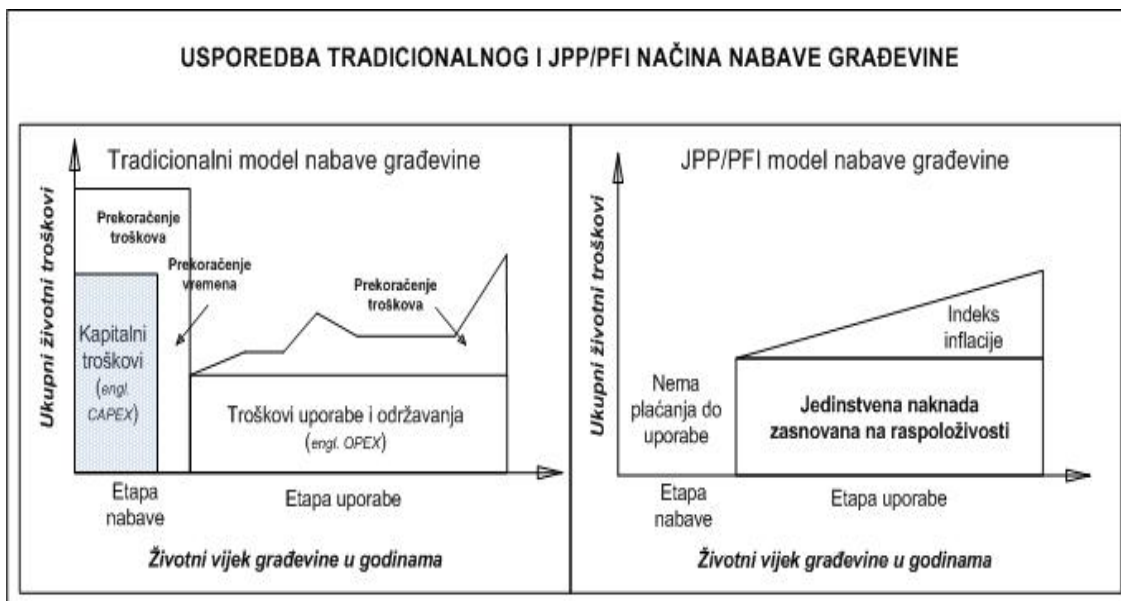 USPOREDBA TRADICIONALNOG I JPP/PFI NAČINA NABAVE GRAĐEVINE
Tradicionalni model nabave građevine
Ukupni životni troškovi
Prekoračenje
troškova
Prekoračenje
vremena
Prekoračenje
troškova
Kapitalni
troškovi
(engl.
CAPEX)
Troškovi uporabe i održavanja
(engl. OPEX)
Etapa
nabave
Etapa uporabe
Životni vijek građevine u godinama
JPP/PFI model nabave građevine
Ukupni životni troškovi
Indeks
inflacije
Nema
plaćanja do
uporabe
Jedinstvena naknada
zasnovana na raspoloživosti
Etapa
nabave
Etapa uporabe
Životni vijek građevine u godinama